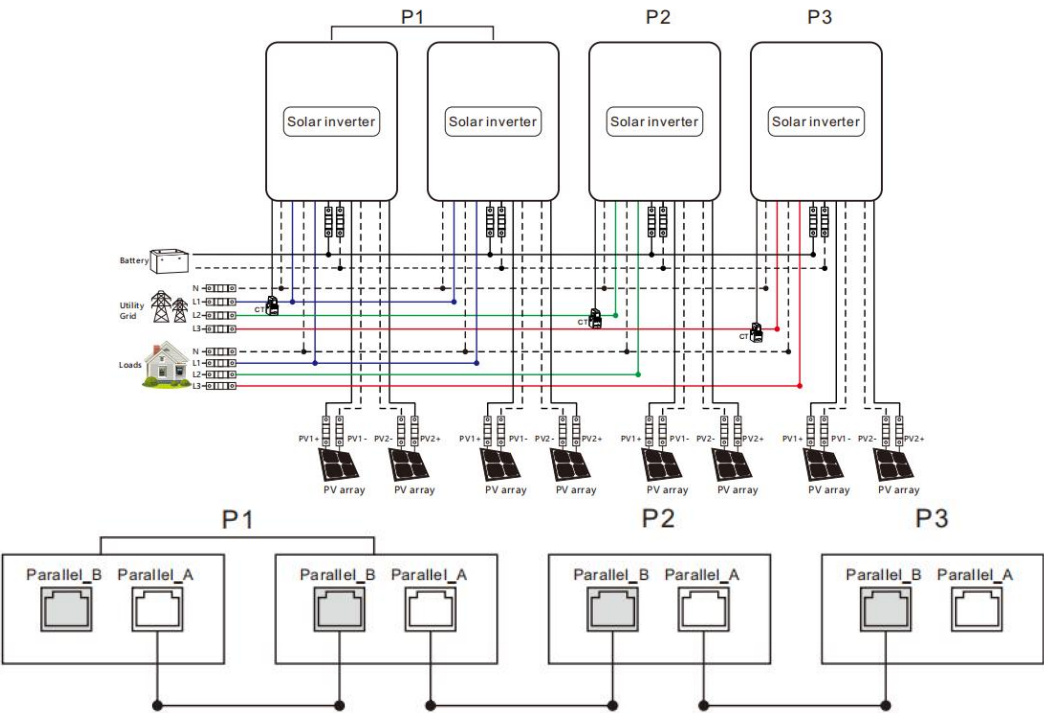 P1 P2 P3
Solar inverter Solar inverter Solar inverter Solar inverter
Battery
N
Utility Grid
L1
CT
L2
CT
L3
CT
N
Loads
L1
L2
L3
PV1+ PV1- PV2- PV2+ PV1+ PV1- PV2- PV2+ PV1+ PV1- PV2- PV2+ PV1+ PV1- PV2- PV2+
PV array PV array PV array PV array PV array PV array PV array PV array
P1 P2 P3
Parallel_B Parallel_A Parallel_B Parallel_A Parallel_B Parallel_A Parallel_B Parallel_A